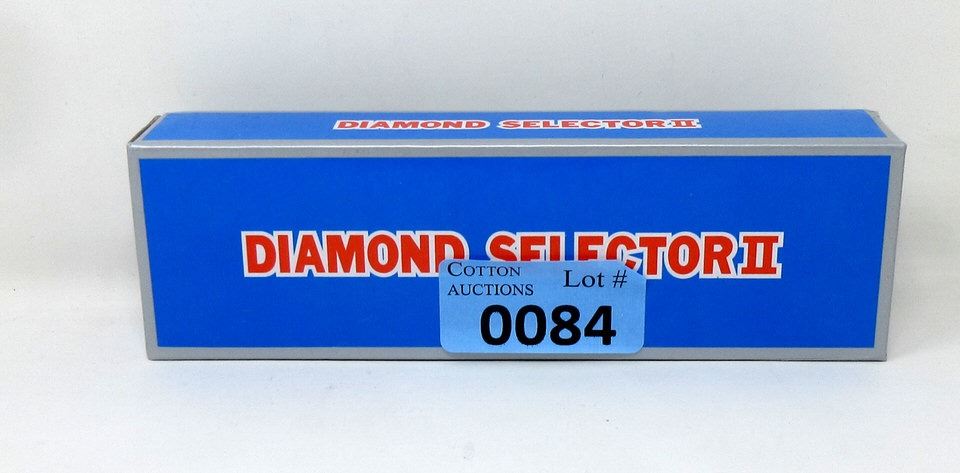 DIAMOND SELECTOR II
DIAMOND SELECTOR II
COTTON AUCTIONS
Lot #
0084